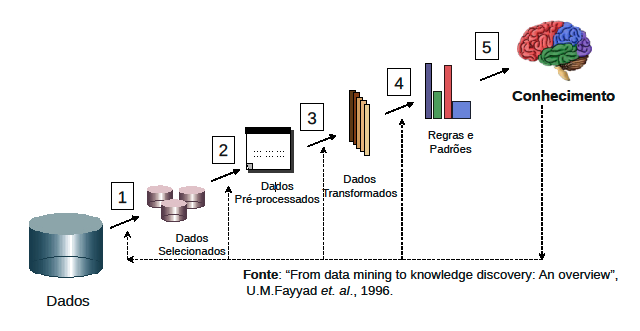 5
Conhecimento
4
Regras e
Padrões
3
Dados
Transformados
2
Dados
Pré-processados
1
Dados
Selecionados
Dados
Fonte: “From data mining to knowledge discovery: An overview”,
U.M.Fayyad et. al., 1996.